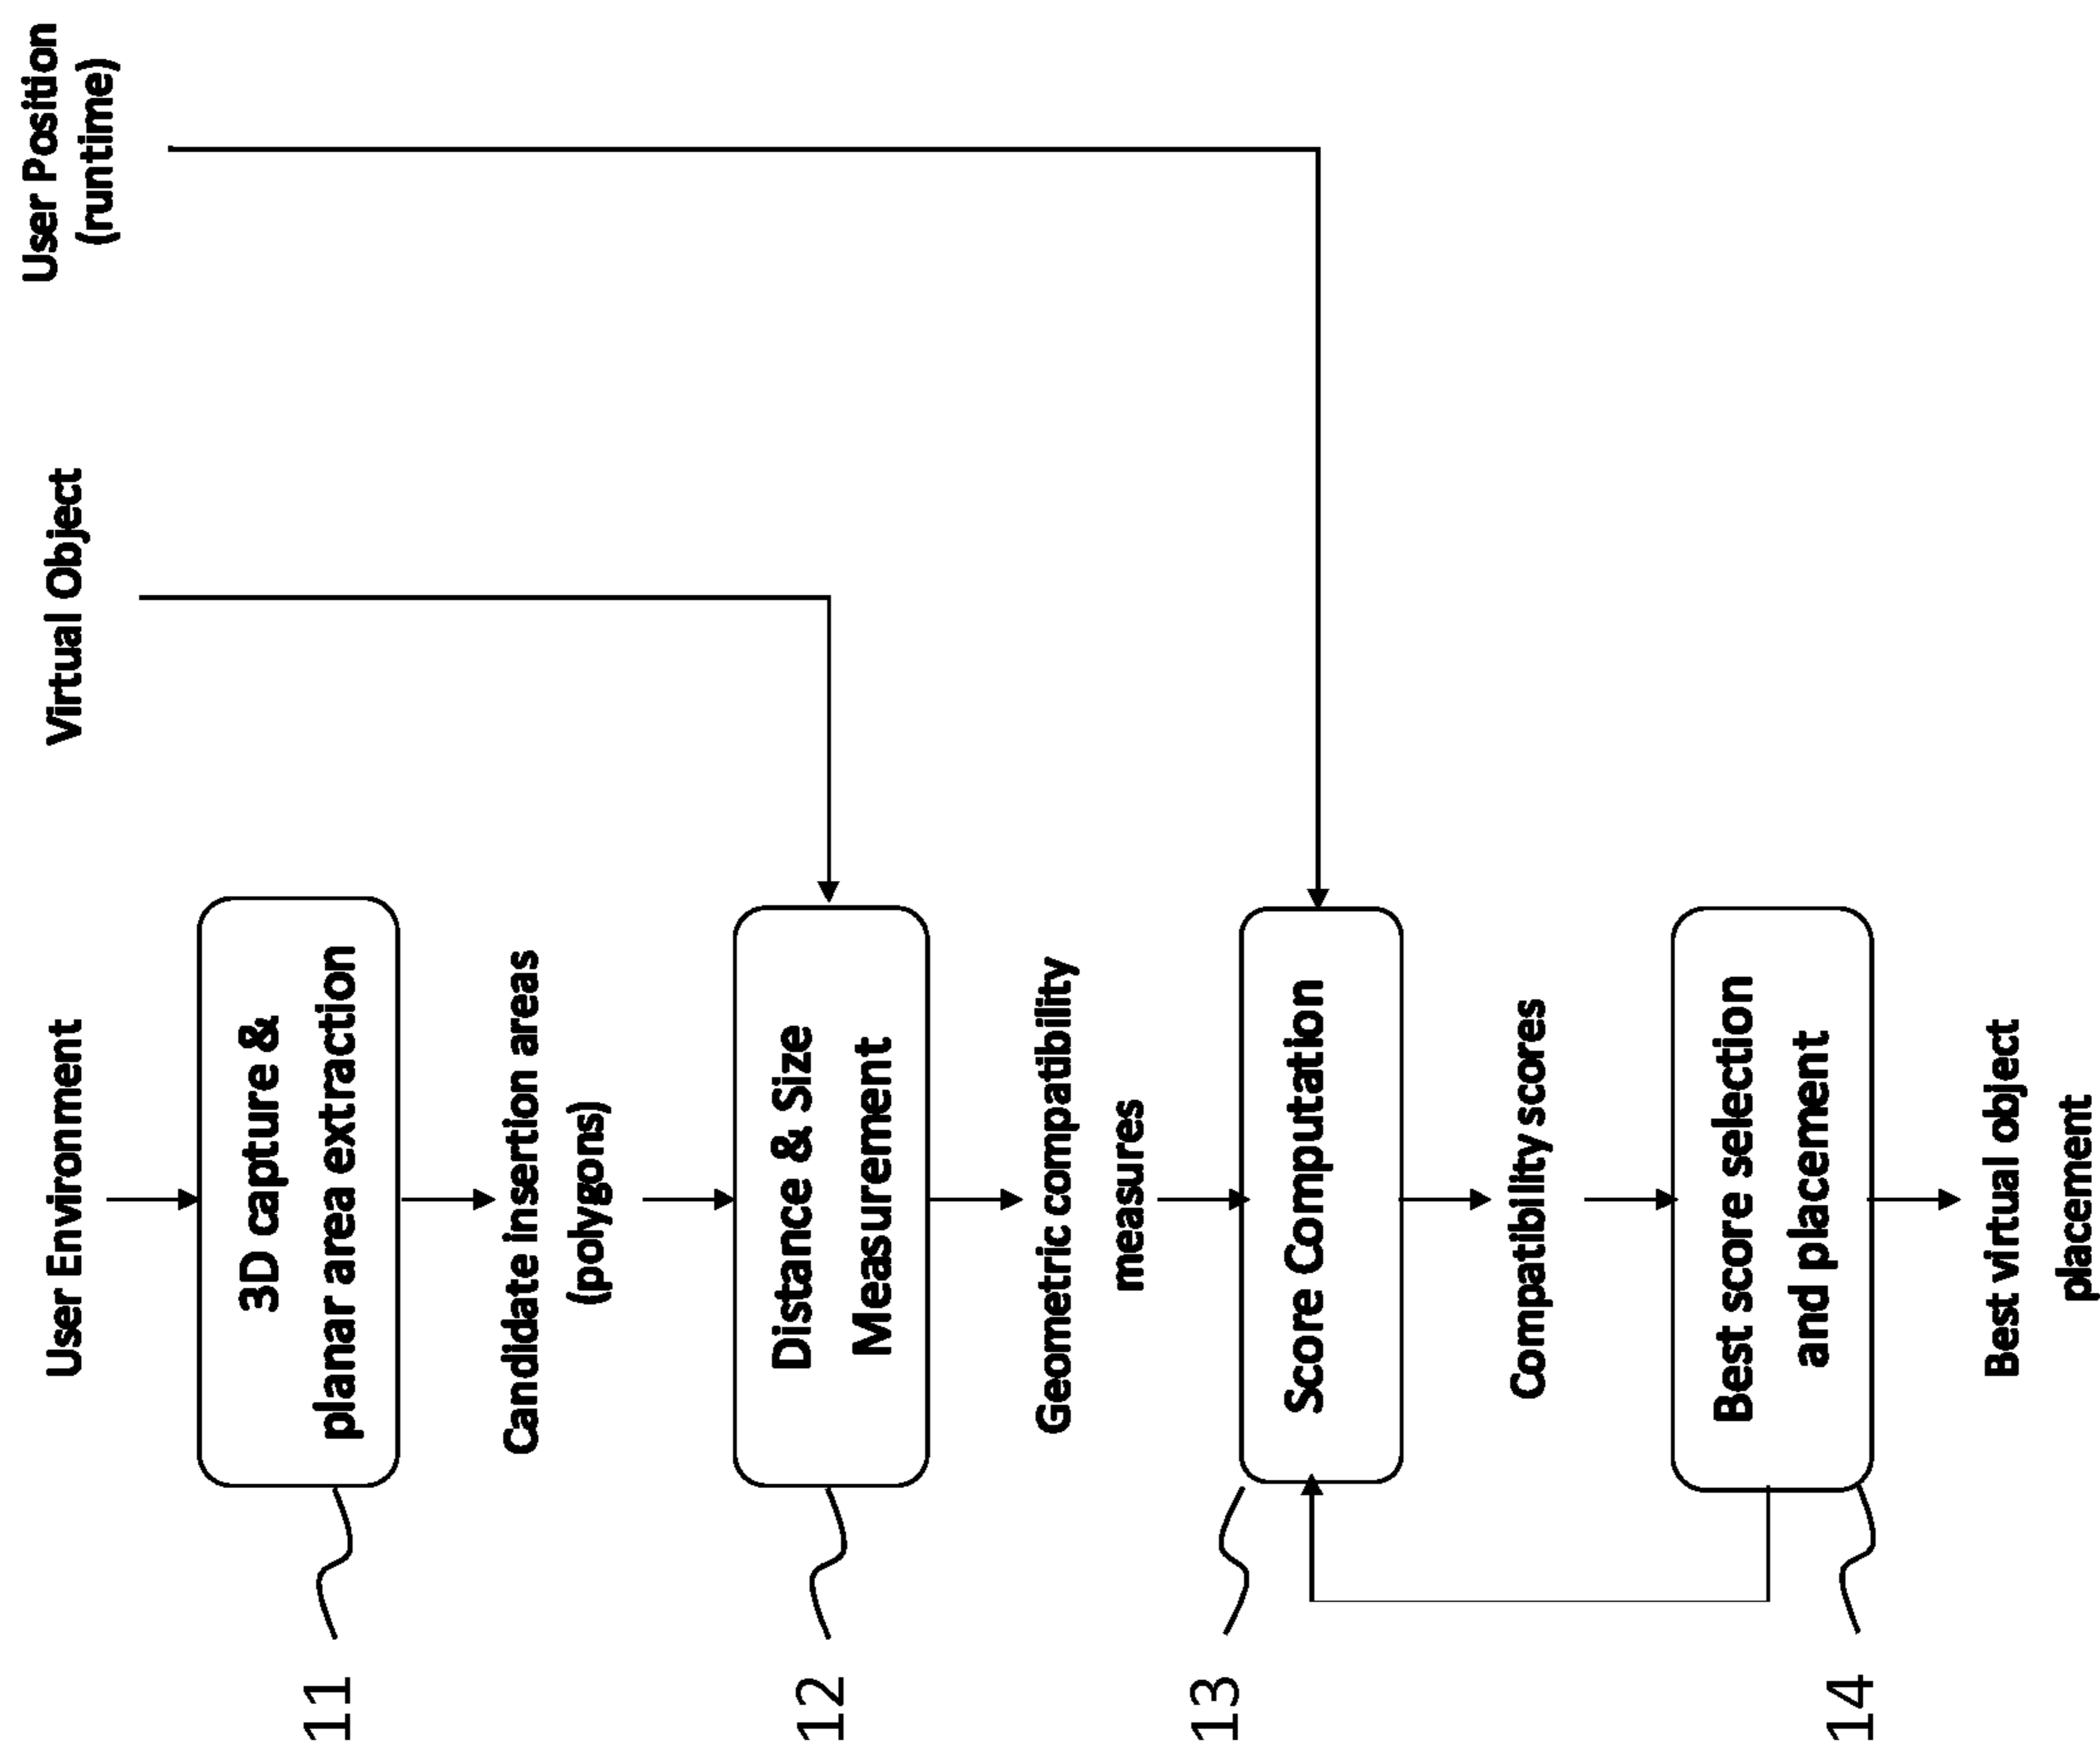 User Environment
Virtual Object
User Position
(runtime)
11
3D capture &
planar area extraction
Candidate insertion areas
(polygons)
12
Distance & Size
Measurement
Geometric compatibility
measures
13
Score Computation
Compatibility scores
14
Best score selection
and placement
Best virtual object
placement